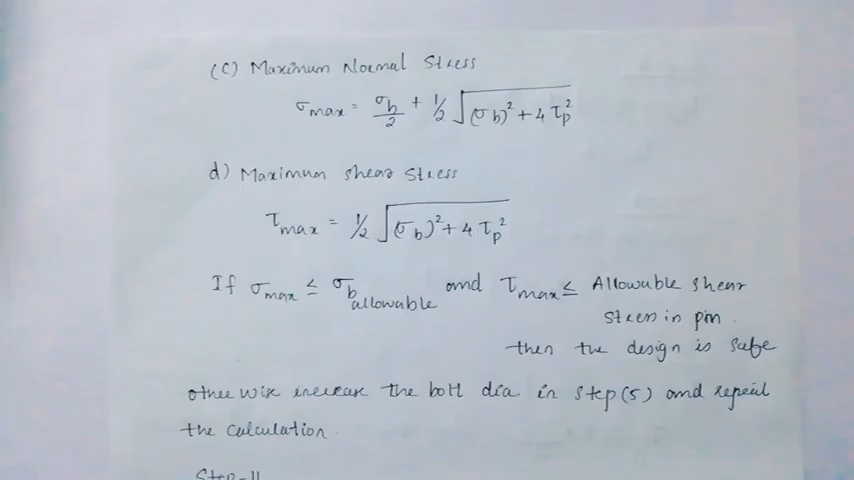 (C) Maximum Normal Stress
σmax = σb/2 + 1/2 √((σb)² + 4 τp²)
d) Maximum shear Stress
τmax = 1/2 √((σb)² + 4 τp²)
If σmax ≤ σb allowable and τmax ≤ Allowable shear
stress in pin.
then the design is safe
otherwise increase the bolt dia in step(5) and repeat
the calculation.
Step-11